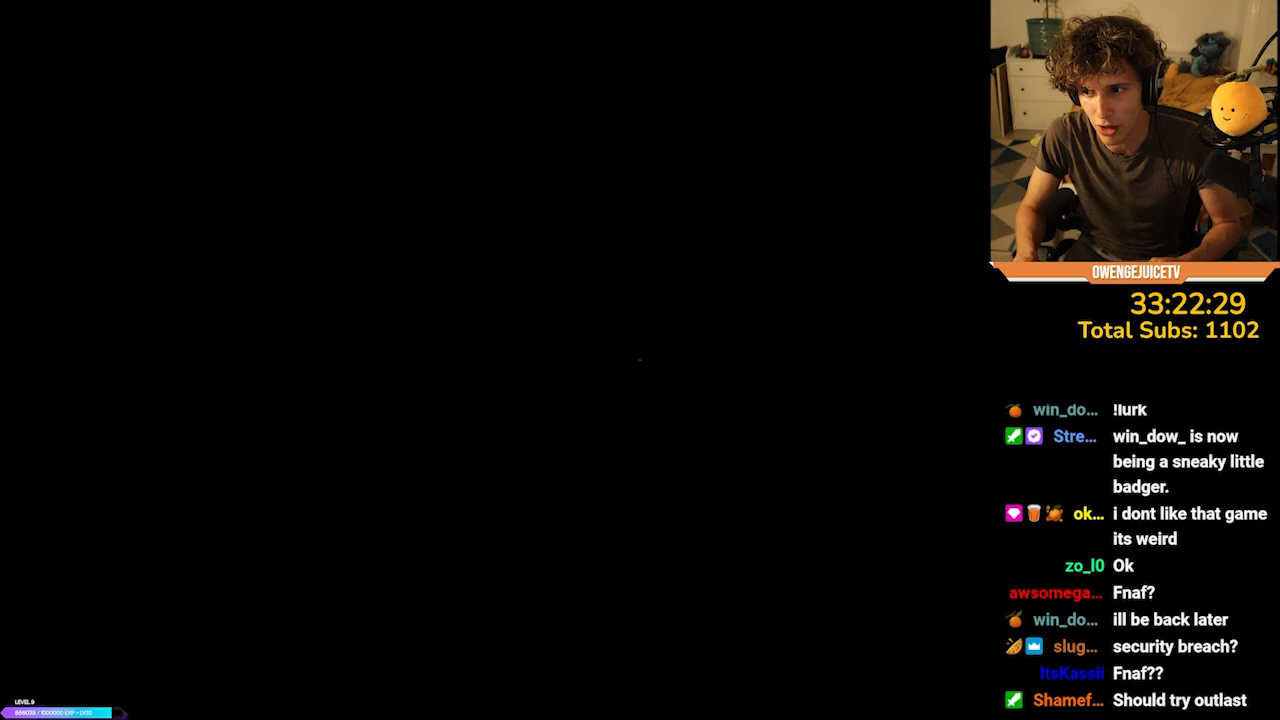 OWENGEJUICETV
33:22:29
Total Subs: 1102
win_do... !lurk
Stre... win_dow_ is now
being a sneaky little
badger.
ok... i dont like that game
its weird
zo_l0 Ok
awsomega... Fnaf?
win_do... ill be back later
slug... security breach?
ItsKassii Fnaf??
Shamef... Should try outlast
LEVEL 9